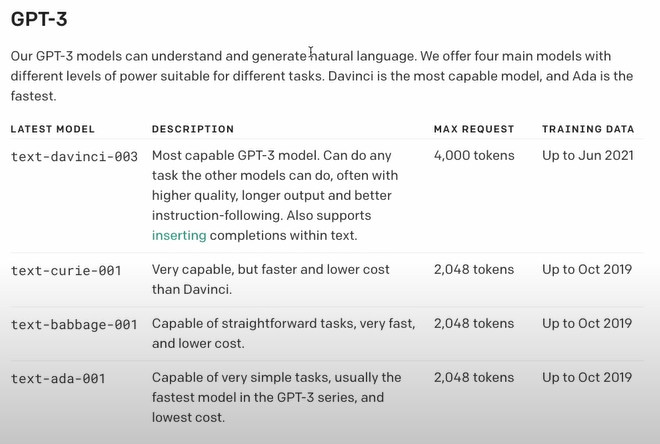 GPT-3
Our GPT-3 models can understand and generate natural language. We offer four main models with
different levels of power suitable for different tasks. Davinci is the most capable model, and Ada is the
fastest.
LATEST MODEL DESCRIPTION MAX REQUEST TRAINING DATA
text-davinci-003 Most capable GPT-3 model. Can do any 4,000 tokens Up to Jun 2021
task the other models can do, often with
higher quality, longer output and better
instruction-following. Also supports
inserting completions within text.
text-curie-001 Very capable, but faster and lower cost 2,048 tokens Up to Oct 2019
than Davinci.
text-babbage-001 Capable of straightforward tasks, very fast, 2,048 tokens Up to Oct 2019
and lower cost.
text-ada-001 Capable of very simple tasks, usually the 2,048 tokens Up to Oct 2019
fastest model in the GPT-3 series, and
lowest cost.